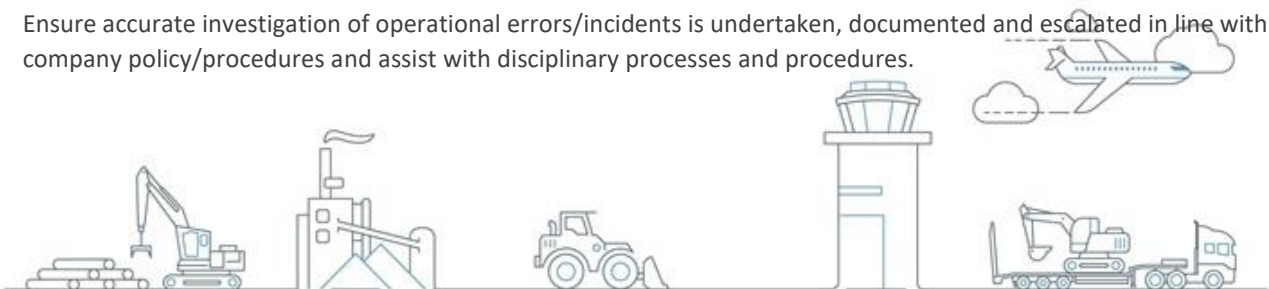 Ensure accurate investigation of operational errors/incidents is undertaken, documented and escalated in line with
company policy/procedures and assist with disciplinary processes and procedures.